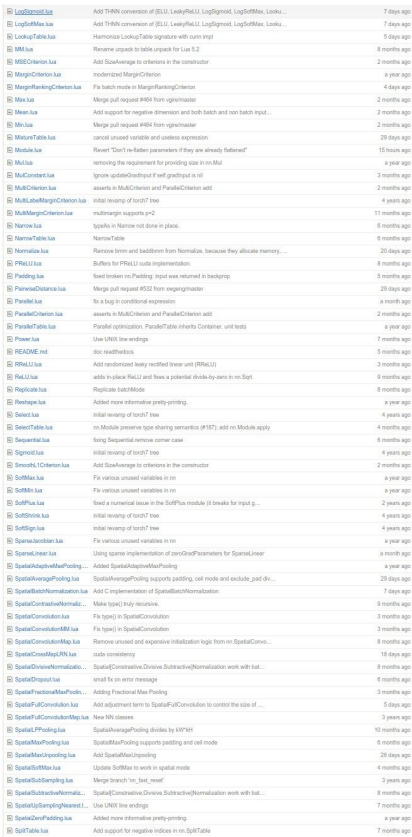 LogSigmoid.lua Add THNN conversion of {ELU, LeakyReLU, LogSigmoid, LogSoftMax, Looku… 7 days ago
LogSoftMax.lua Add THNN conversion of {ELU, LeakyReLU, LogSigmoid, LogSoftMax, Looku… 7 days ago
LookupTable.lua Harmonize LookupTable signature with cunn impl 5 days ago
MM.lua Rename unpack to table.unpack for Lua 5.2 8 months ago
MSECriterion.lua Add SizeAverage to criterions in the constructor 2 months ago
MarginCriterion.lua modernized MarginCriterion a year ago
MarginRankingCriterion.lua Fix batch mode in MarginRankingCriterion 4 days ago
Max.lua Merge pull request #464 from vgire/master 2 months ago
Mean.lua Add support for negative dimension and both batch and non batch input… 2 months ago
Min.lua Merge pull request #464 from vgire/master 2 months ago
MixtureTable.lua cancel unused variable and useless expression 29 days ago
Module.lua Revert "Don't re-flatten parameters if they are already flattened" 15 hours ago
Mul.lua removing the requirement for providing size in nn.Mul a year ago
MulConstant.lua Ignore updateGradInput if self.gradInput is nil 3 months ago
MultiCriterion.lua asserts in MultiCriterion and ParallelCriterion add 2 months ago
MultiLabelMarginCriterion.lua initial revamp of torch7 tree 4 years ago
MultiMarginCriterion.lua multimargin supports p=2 11 months ago
Narrow.lua typeAs in Narrow not done in place. 6 months ago
NarrowTable.lua NarrowTable 6 months ago
Normalize.lua Remove bmm and baddbmm from Normalize, because they allocate memory, … 20 days ago
PReLU.lua Buffers for PReLU cuda implementation. 8 months ago
Padding.lua fixed broken nn.Padding: input was returned in backprop 5 months ago
PairwiseDistance.lua Merge pull request #532 from xwgeng/master 29 days ago
Parallel.lua fix a bug in conditional expression a month ago
ParallelCriterion.lua asserts in MultiCriterion and ParallelCriterion add 2 months ago
ParallelTable.lua Parallel optimization, ParallelTable inherits Container, unit tests a year ago
Power.lua Use UNIX line endings 7 months ago
README.md doc readthedocs 5 months ago
RReLU.lua Add randomized leaky rectified linear unit (RReLU) 3 months ago
ReLU.lua adds in-place ReLU and fixes a potential divide-by-zero in nn.Sqrt 9 months ago
Replicate.lua Replicate batchMode 8 months ago
Reshape.lua Added more informative pretty-printing. a year ago
Select.lua initial revamp of torch7 tree 4 years ago
SelectTable.lua nn.Module preserve type sharing semantics (#187); add nn.Module.apply 4 months ago
Sequential.lua fixing Sequential.remove corner case 6 months ago
Sigmoid.lua initial revamp of torch7 tree 4 years ago
SmoothL1Criterion.lua Add SizeAverage to criterions in the constructor 2 months ago
SoftMax.lua Fix various unused variables in nn a year ago
SoftMin.lua Fix various unused variables in nn a year ago
SoftPlus.lua fixed a numerical issue in the SoftPlus module (it breaks for input g… 2 years ago
SoftShrink.lua initial revamp of torch7 tree 4 years ago
SoftSign.lua initial revamp of torch7 tree 4 years ago
SparseJacobian.lua Fix various unused variables in nn a year ago
SparseLinear.lua Using sparse implementation of zeroGradParameters for SparseLinear a month ago
SpatialAdaptiveMaxPooling.… Added SpatialAdaptiveMaxPooling a year ago
SpatialAveragePooling.lua SpatialAveragePooling supports padding, ceil mode and exclude_pad div… 29 days ago
SpatialBatchNormalization.lua Add C implementation of SpatialBatchNormalization 7 days ago
SpatialContrastiveNormaliz… Make type() truly recursive. 9 months ago
SpatialConvolution.lua Fix type() in SpatialConvolution 3 months ago
SpatialConvolutionMM.lua Fix type() in SpatialConvolution 3 months ago
SpatialConvolutionMap.lua Remove unused and expensive initialization logic from nn.SpatialConvo… 8 months ago
SpatialCrossMapLRN.lua cuda consistency 18 days ago
SpatialDivisiveNormalizatio… Spatial{Constrative,Divisive,Subtractive}Normalization work with bat… 8 months ago
SpatialDropout.lua small fix on error message 6 months ago
SpatialFractionalMaxPoolin… Adding Fractional Max Pooling 3 months ago
SpatialFullConvolution.lua Add adjustment term to SpatialFullConvolution to control the size of … 5 days ago
SpatialFullConvolutionMap.lua New NN classes 3 years ago
SpatialLPPooling.lua SpatialAveragePooling divides by kW*kH 10 months ago
SpatialMaxPooling.lua SpatialMaxPooling supports padding and ceil mode 6 months ago
SpatialMaxUnpooling.lua Add SpatialMaxUnpooling 26 days ago
SpatialSoftMax.lua Update SoftMax to work in spatial mode 4 months ago
SpatialSubSampling.lua Merge branch 'nn_fast_reset' 3 years ago
SpatialSubtractiveNormaliz… Spatial{Constrative,Divisive,Subtractive}Normalization work with bat… 8 months ago
SpatialUpSamplingNearest.l… Use UNIX line endings 7 months ago
SpatialZeroPadding.lua Added more informative pretty-printing. a year ago
SplitTable.lua Add support for negative indices in nn.SplitTable 7 months ago